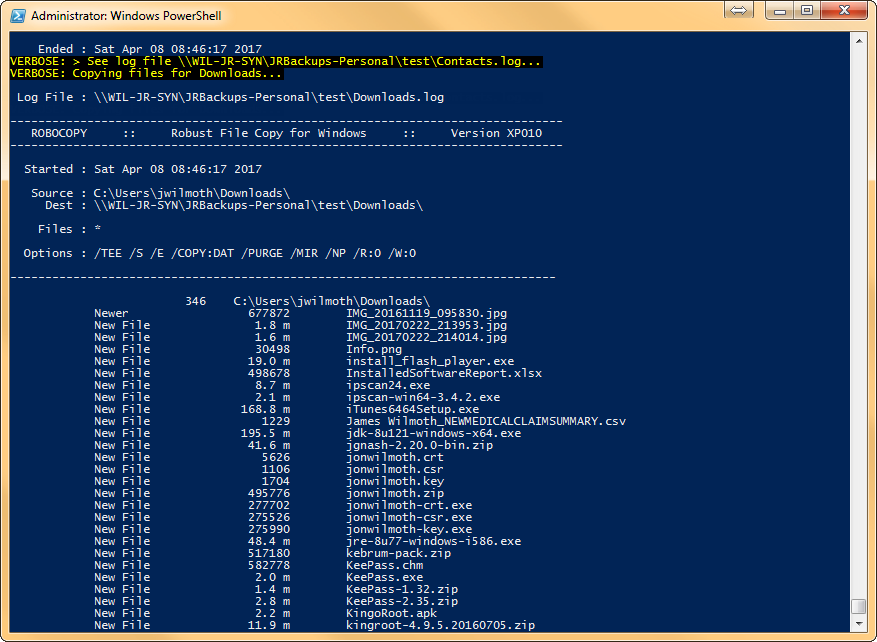 Administrator: Windows PowerShell
Ended : Sat Apr 08 08:46:17 2017
VERBOSE: > See log file \\WIL-JR-SYN\JRBackups-Personal\test\Contacts.log...
VERBOSE: Copying files for Downloads...
Log File : \\WIL-JR-SYN\JRBackups-Personal\test\Downloads.log
-------------------------------------------------------------------------------
ROBOCOPY     ::     Robust File Copy for Windows     ::     Version XP010
-------------------------------------------------------------------------------
Started : Sat Apr 08 08:46:17 2017
Source : C:\Users\jwilmoth\Downloads\
Dest : \\WIL-JR-SYN\JRBackups-Personal\test\Downloads\
Files : *
Options : /TEE /S /E /COPY:DAT /PURGE /MIR /NP /R:0 /W:0
------------------------------------------------------------------------------
346    C:\Users\jwilmoth\Downloads\
Newer    677872    IMG_20161119_095830.jpg
New File    1.8 m    IMG_20170222_213953.jpg
New File    1.6 m    IMG_20170222_214014.jpg
New File    30498    Info.png
New File    19.0 m    install_flash_player.exe
New File    498678    InstalledSoftwareReport.xlsx
New File    8.7 m    ipscan24.exe
New File    2.1 m    ipscan-win64-3.4.2.exe
New File    168.8 m    iTunes6464Setup.exe
New File    1229    James Wilmoth_NEWMEDICALCLAIMSUMMARY.csv
New File    195.5 m    jdk-8u121-windows-x64.exe
New File    41.6 m    jgnash-2.20.0-bin.zip
New File    5626    jonwilmoth.crt
New File    1106    jonwilmoth.csr
New File    1704    jonwilmoth.key
New File    495776    jonwilmoth.zip
New File    277702    jonwilmoth-crt.exe
New File    275526    jonwilmoth-csr.exe
New File    275990    jonwilmoth-key.exe
New File    48.4 m    jre-8u77-windows-i586.exe
New File    517180    kebrum-pack.zip
New File    582778    KeePass.chm
New File    2.0 m    KeePass.exe
New File    1.4 m    KeePass-1.32.zip
New File    2.8 m    KeePass-2.35.zip
New File    2.2 m    KingoRoot.apk
New File    11.9 m    kingroot-4.9.5.20160705.zip